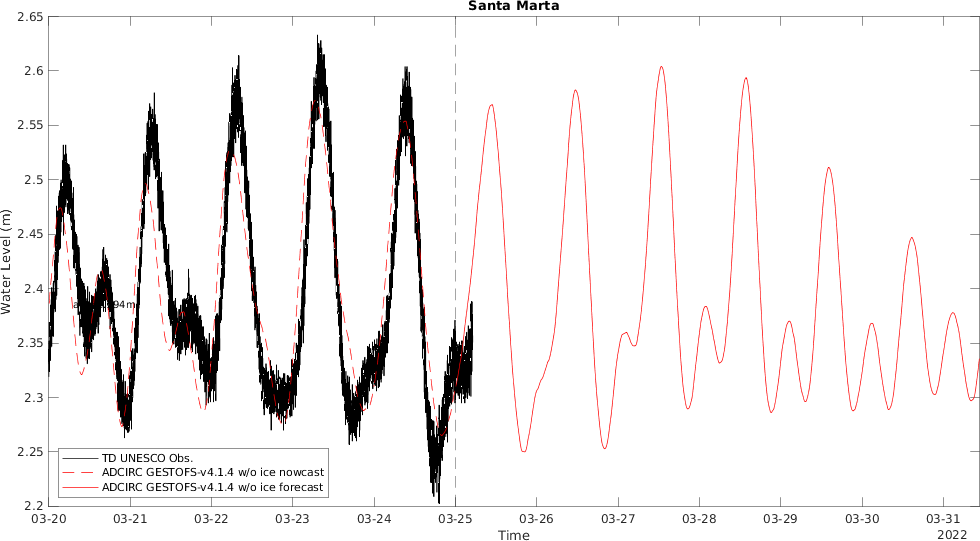 Santa Marta
2.65
2.6
2.55
2.5
2.45
2.4
2.35
2.3
2.25
2.2
Water Level (m)
TD UNESCO Obs.
ADCIRC GESTOFS-v4.1.4 w/o ice nowcast
ADCIRC GESTOFS-v4.1.4 w/o ice forecast
03-20 03-21 03-22 03-23 03-24 03-25 03-26 03-27 03-28 03-29 03-30 03-31
Time
2022